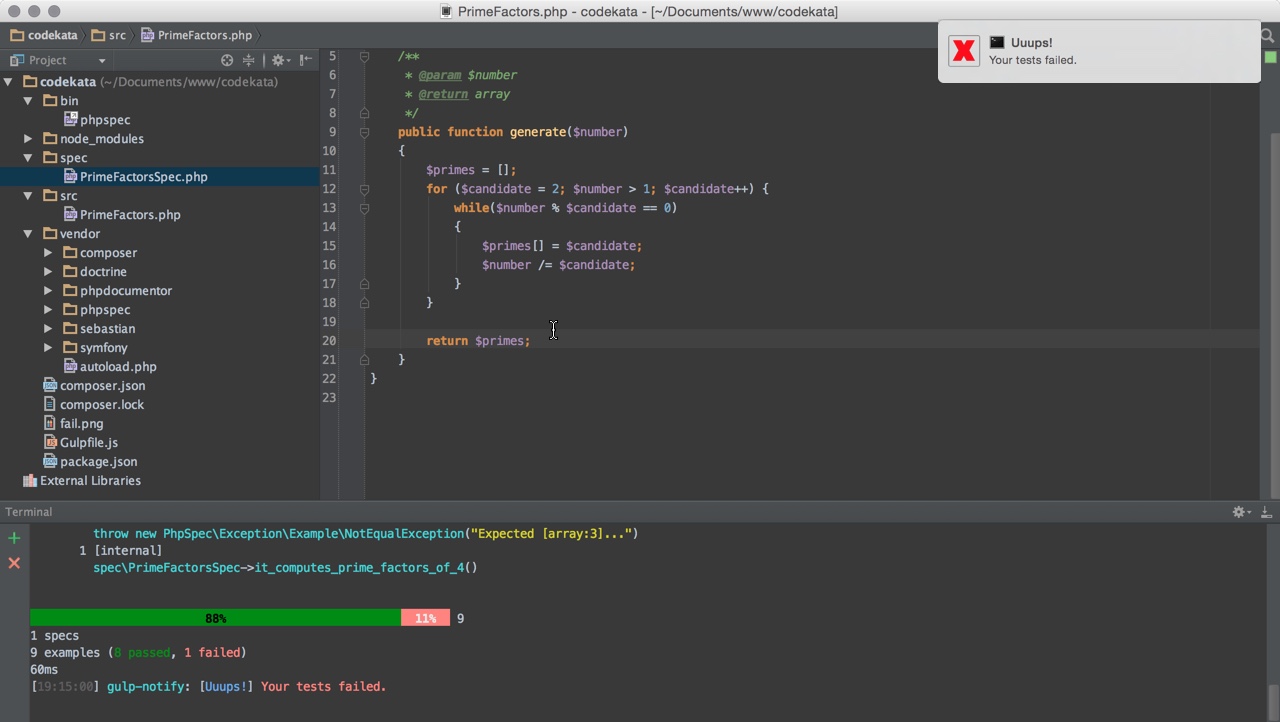 PrimeFactors.php - codekata - [~/Documents/www/codekata]
codekata src PrimeFactors.php
Uuups!
Your tests failed.
Project
codekata (~/Documents/www/codekata)
bin
phpspec
node_modules
spec
PrimeFactorsSpec.php
src
PrimeFactors.php
vendor
composer
doctrine
phpdocumentor
phpspec
sebastian
symfony
autoload.php
composer.json
composer.lock
fail.png
Gulpfile.js
package.json
External Libraries
5 /**
6 * @param $number
7 * @return array
8 */
9 public function generate($number)
10 {
11 $primes = [];
12 for ($candidate = 2; $number > 1; $candidate++) {
13 while($number % $candidate == 0)
14 {
15 $primes[] = $candidate;
16 $number /= $candidate;
17 }
18 }
19
20 return $primes;
21 }
22 }
23
Terminal
throw new PhpSpec\Exception\Example\NotEqualException("Expected [array:3]...")
1 [internal]
spec\PrimeFactorsSpec->it_computes_prime_factors_of_4()
88% 11% 9
1 specs
9 examples (8 passed, 1 failed)
60ms
[19:15:00] gulp-notify: [Uuups!] Your tests failed.